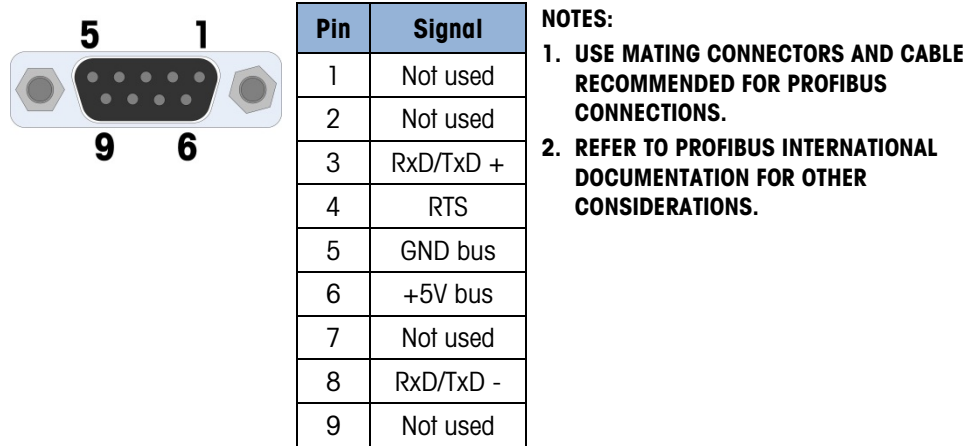 5 1
9 6
Pin Signal
1 Not used
2 Not used
3 RxD/TxD +
4 RTS
5 GND bus
6 +5V bus
7 Not used
8 RxD/TxD -
9 Not used
NOTES:
1. USE MATING CONNECTORS AND CABLE
RECOMMENDED FOR PROFIBUS
CONNECTIONS.
2. REFER TO PROFIBUS INTERNATIONAL
DOCUMENTATION FOR OTHER
CONSIDERATIONS.